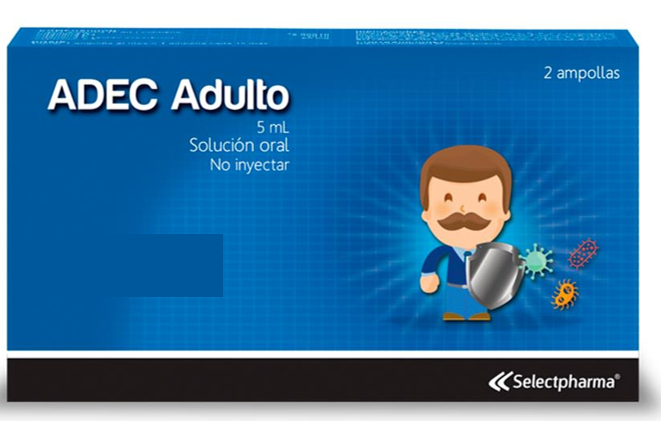 2 ampollas
ADEC Adulto
5 mL
Solución oral
No inyectar
Selectpharma®